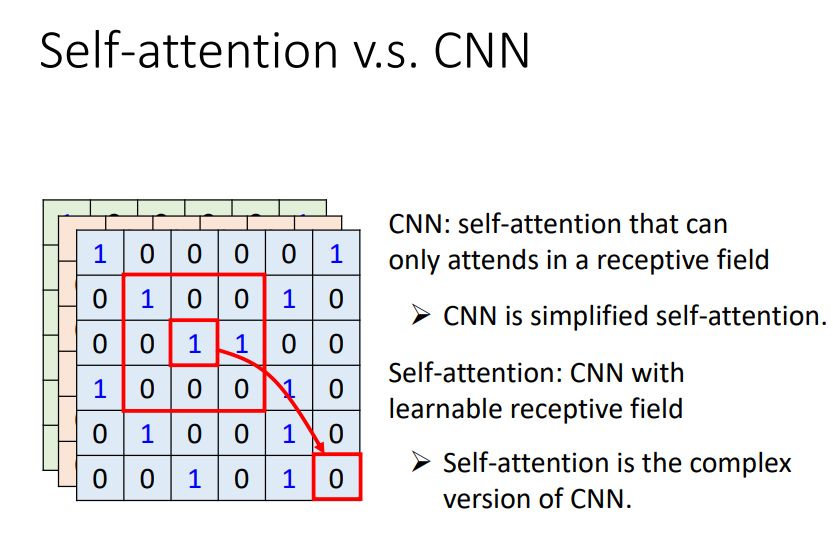 Self-attention v.s. CNN
CNN: self-attention that can
only attends in a receptive field
➢ CNN is simplified self-attention.
Self-attention: CNN with
learnable receptive field
➢ Self-attention is the complex
version of CNN.
1 0 0 0 0 1
0 1 0 0 1 0
0 0 1 1 0 0
1 0 0 0 1 0
0 1 0 0 1 0
0 0 1 0 1 0